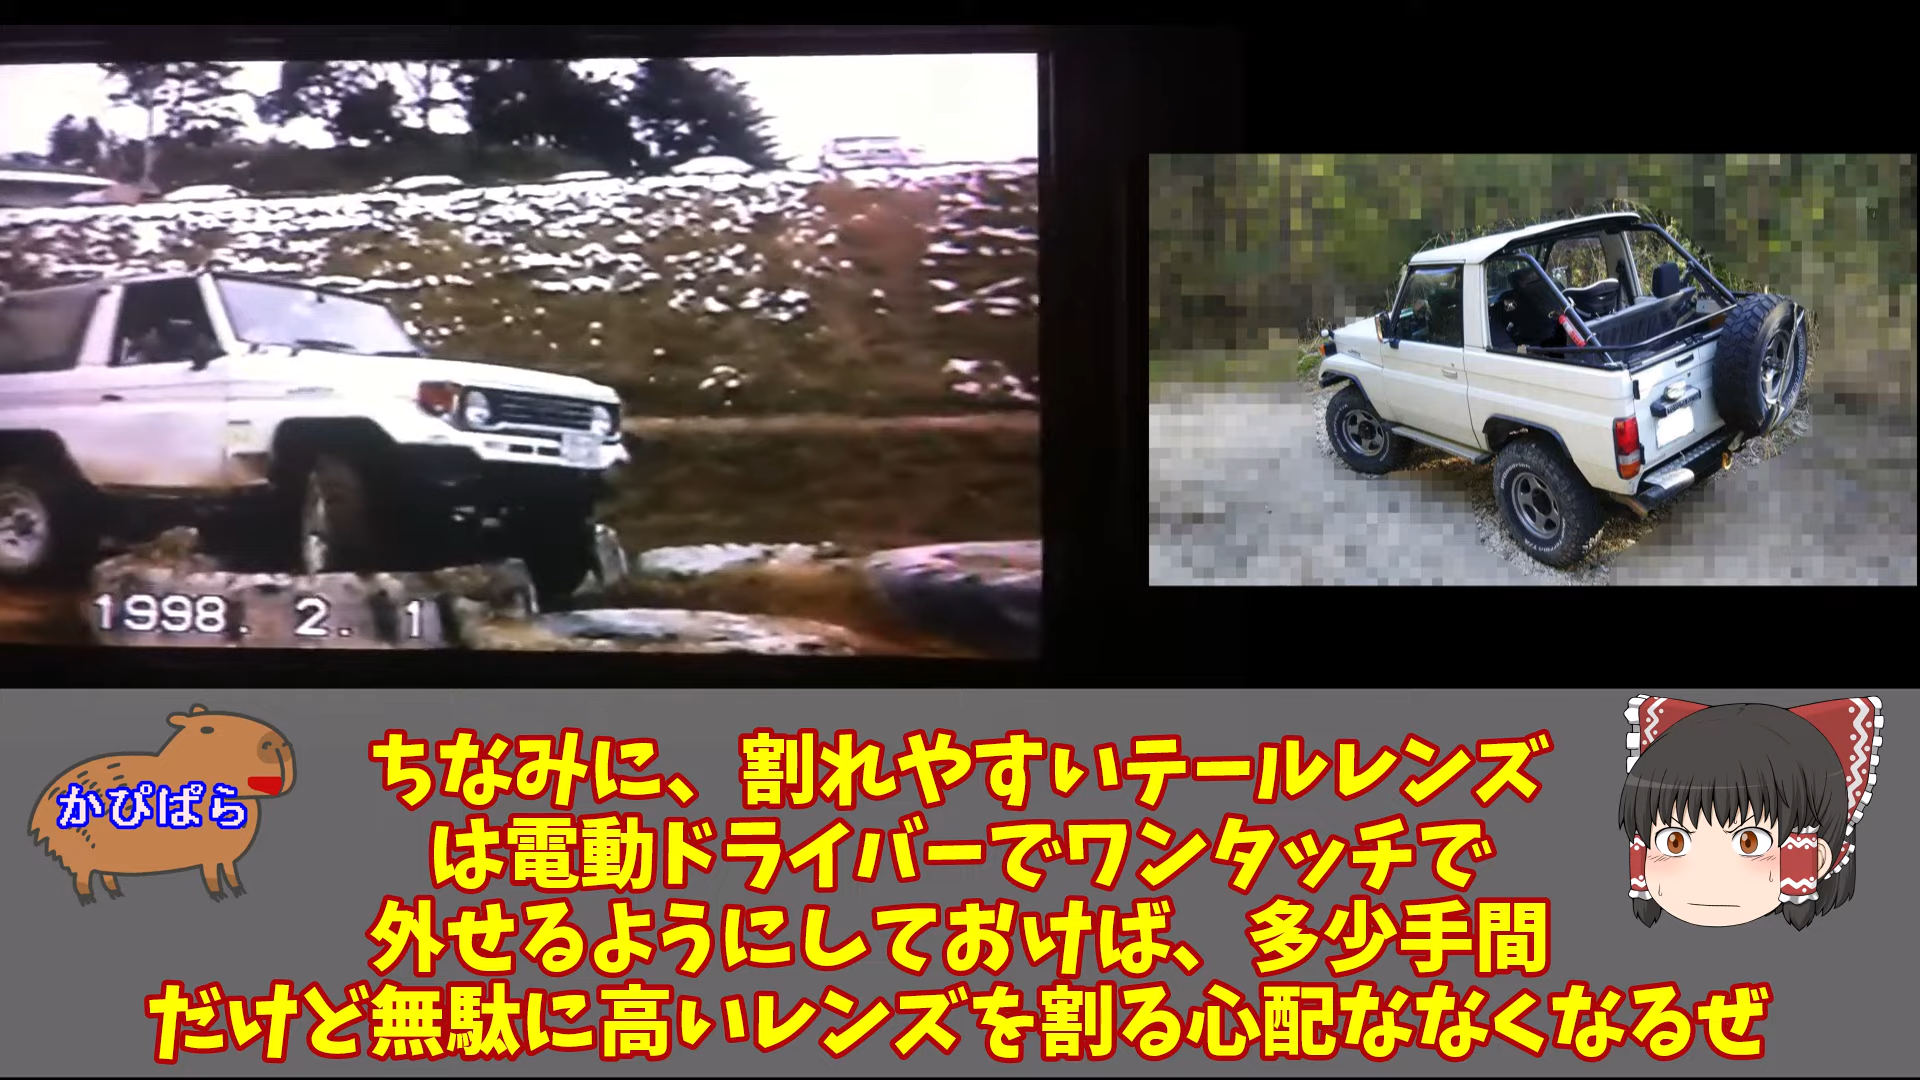 1998. 2. 1
かぴぱら
ちなみに、割れやすいテールレンズ
は電動ドライバーでワンタッチで
外せるようにしておけば、多少手間
だけど無駄に高いレンズを割る心配ななくなるぜ